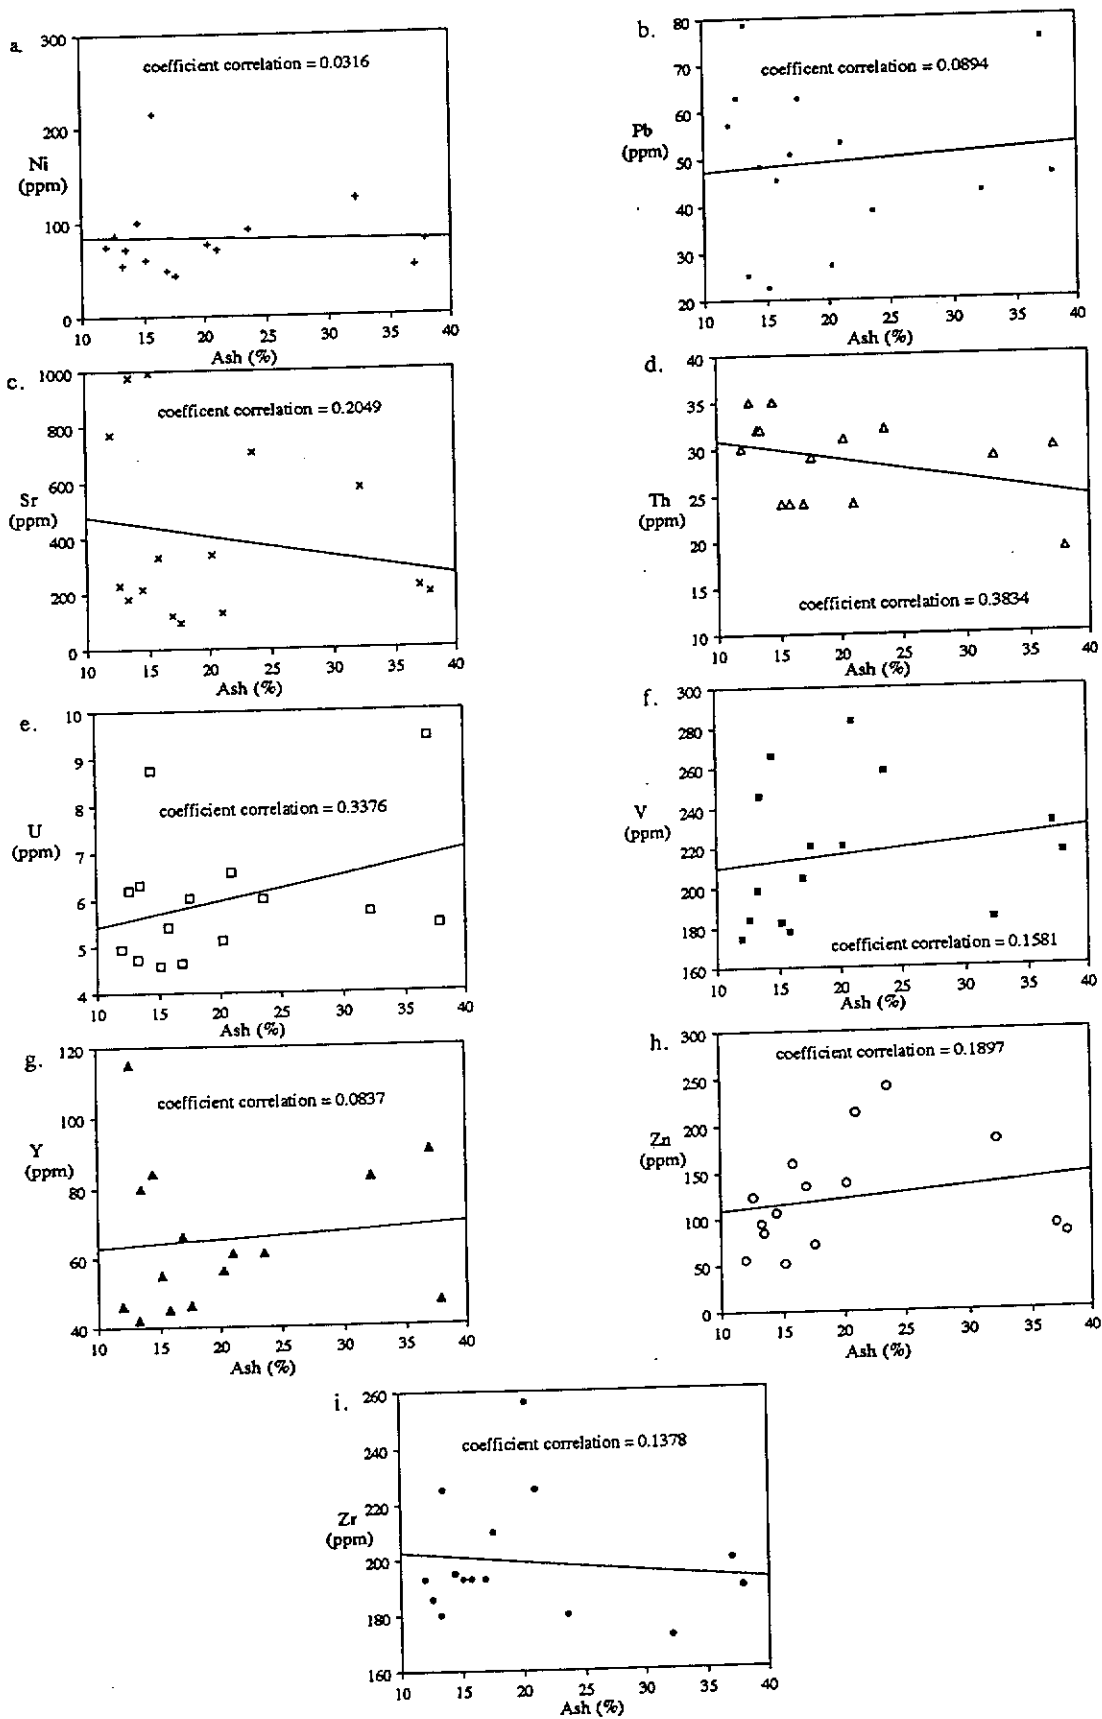 a.
300
200
100
0
Ni
(ppm)
coefficient correlation = 0.0316
10 15 20 25 30 35 40
Ash (%)
b.
80
70
60
50
40
30
20
Pb
(ppm)
coefficent correlation = 0.0894
10 15 20 25 30 35 40
Ash (%)
c.
1000
800
600
400
200
0
Sr
(ppm)
coefficent correlation = 0.2049
10 15 20 25 30 35 40
Ash (%)
d.
40
35
30
25
20
15
10
Th
(ppm)
coefficient correlation = 0.3834
10 15 20 25 30 35 40
Ash (%)
e.
10
9
8
7
6
5
4
U
(ppm)
coefficient correlation = 0.3376
10 15 20 25 30 35 40
Ash (%)
f.
300
280
260
240
220
200
180
160
V
(ppm)
coefficient correlation = 0.1581
10 15 20 25 30 35 40
Ash (%)
g.
120
100
80
60
40
Y
(ppm)
coefficient correlation = 0.0837
10 15 20 25 30 35 40
Ash (%)
h.
300
250
200
150
100
50
0
Zn
(ppm)
coefficient correlation = 0.1897
10 15 20 25 30 35 40
Ash (%)
i.
260
240
220
200
180
160
Zr
(ppm)
coefficient correlation = 0.1378
10 15 20 25 30 35 40
Ash (%)